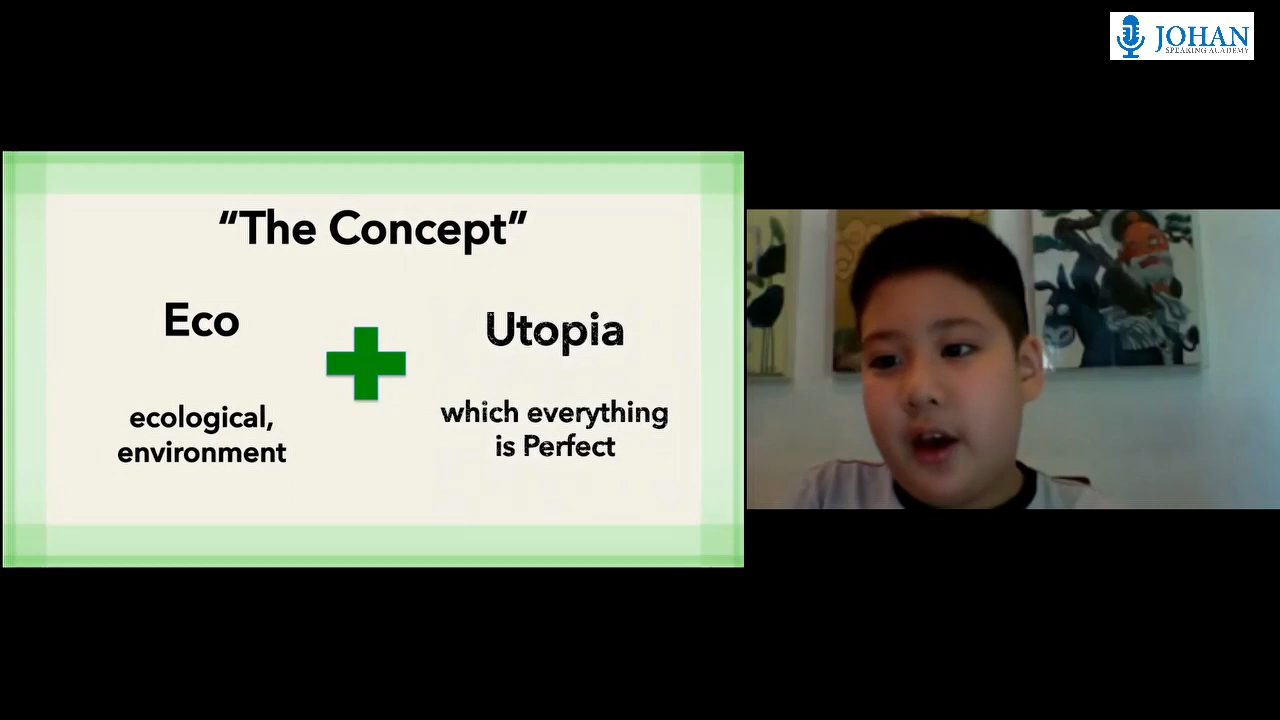 JOHAN
SPEAKING ACADEMY
“The Concept”
Eco
Utopia
ecological,
environment
which everything
is Perfect